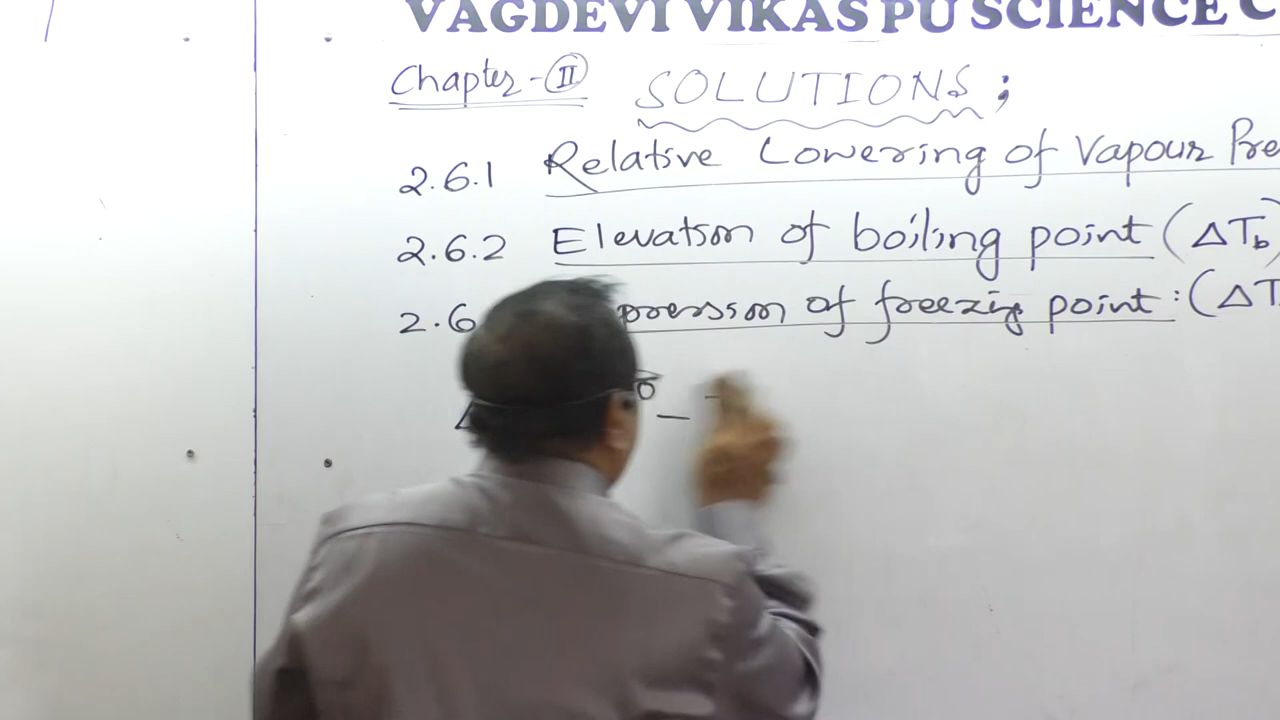 VAGDEVI VIKAS PU SCIENCE C
Chapter - II SOLUTIONS ;
2.6.1 Relative Lowering of Vapour Pre
2.6.2 Elevation of boiling point (ΔTb)
2.6 pression of freezing point : (ΔT
Δ ° -